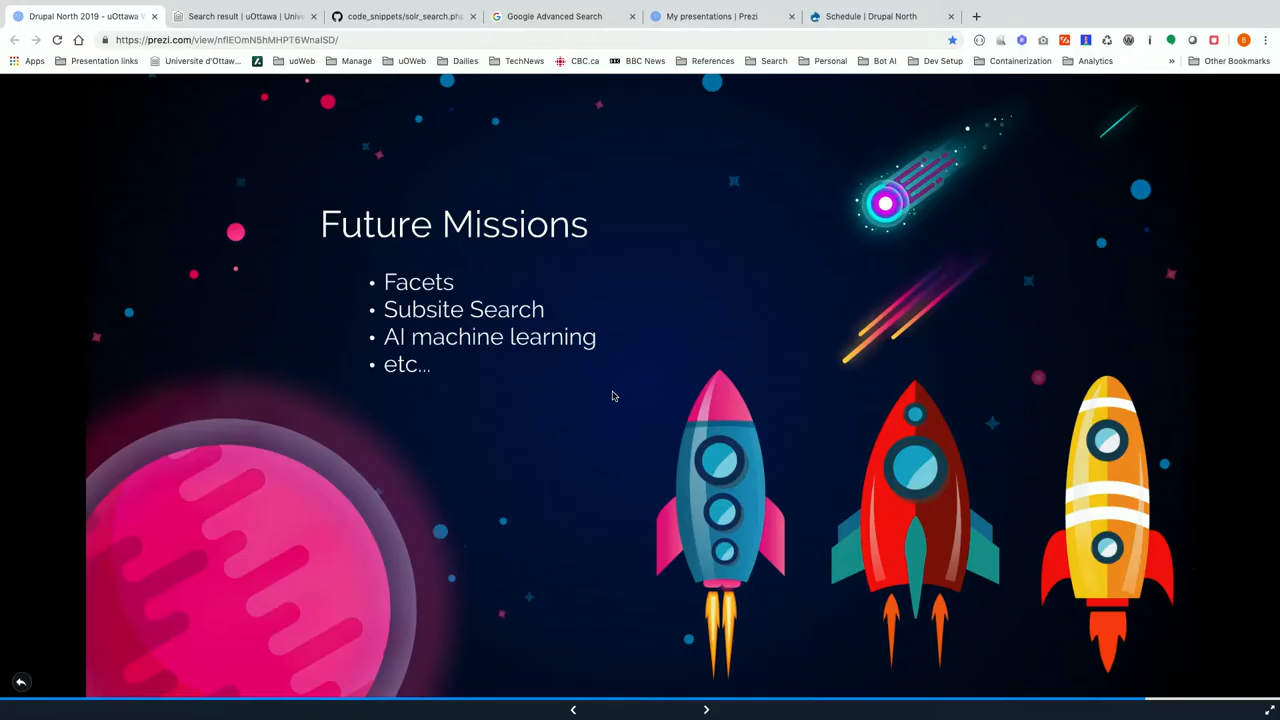 Drupal North 2019 - uOttawa W
Search result | uOttawa | Unive
code_snippets/solr_search.php
Google Advanced Search
My presentations | Prezi
Schedule | Drupal North
https://prezi.com/view/nflEOmN5hMHPT6WnaISD/
Apps
Presentation links
Universite d'Ottaw...
uoWeb
Manage
uOWeb
Dailies
TechNews
CBC.ca
BBC News
References
Search
Personal
Bot AI
Dev Setup
Containerization
Analytics
»
Other Bookmarks
Future Missions
• Facets
• Subsite Search
• AI machine learning
• etc...